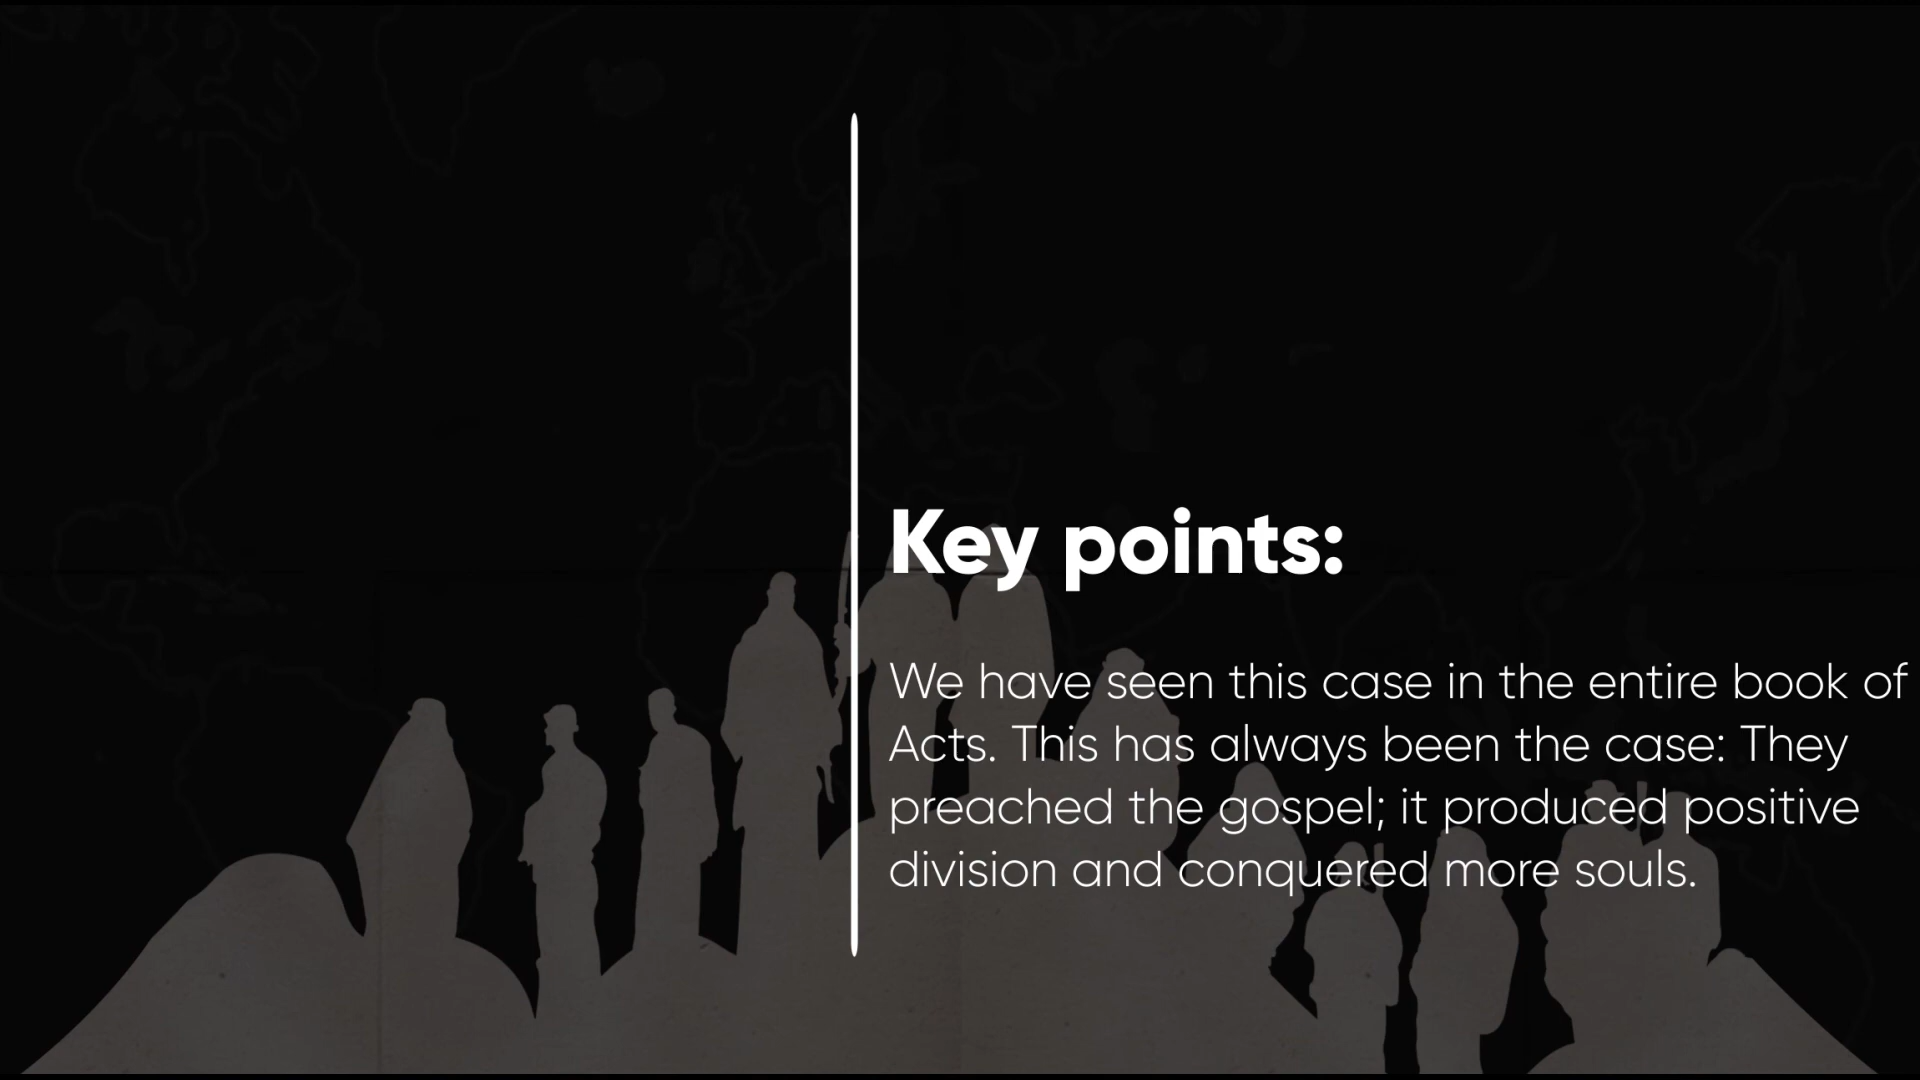 Key points:
We have seen this case in the entire book of
Acts. This has always been the case: They
preached the gospel; it produced positive
division and conquered more souls.